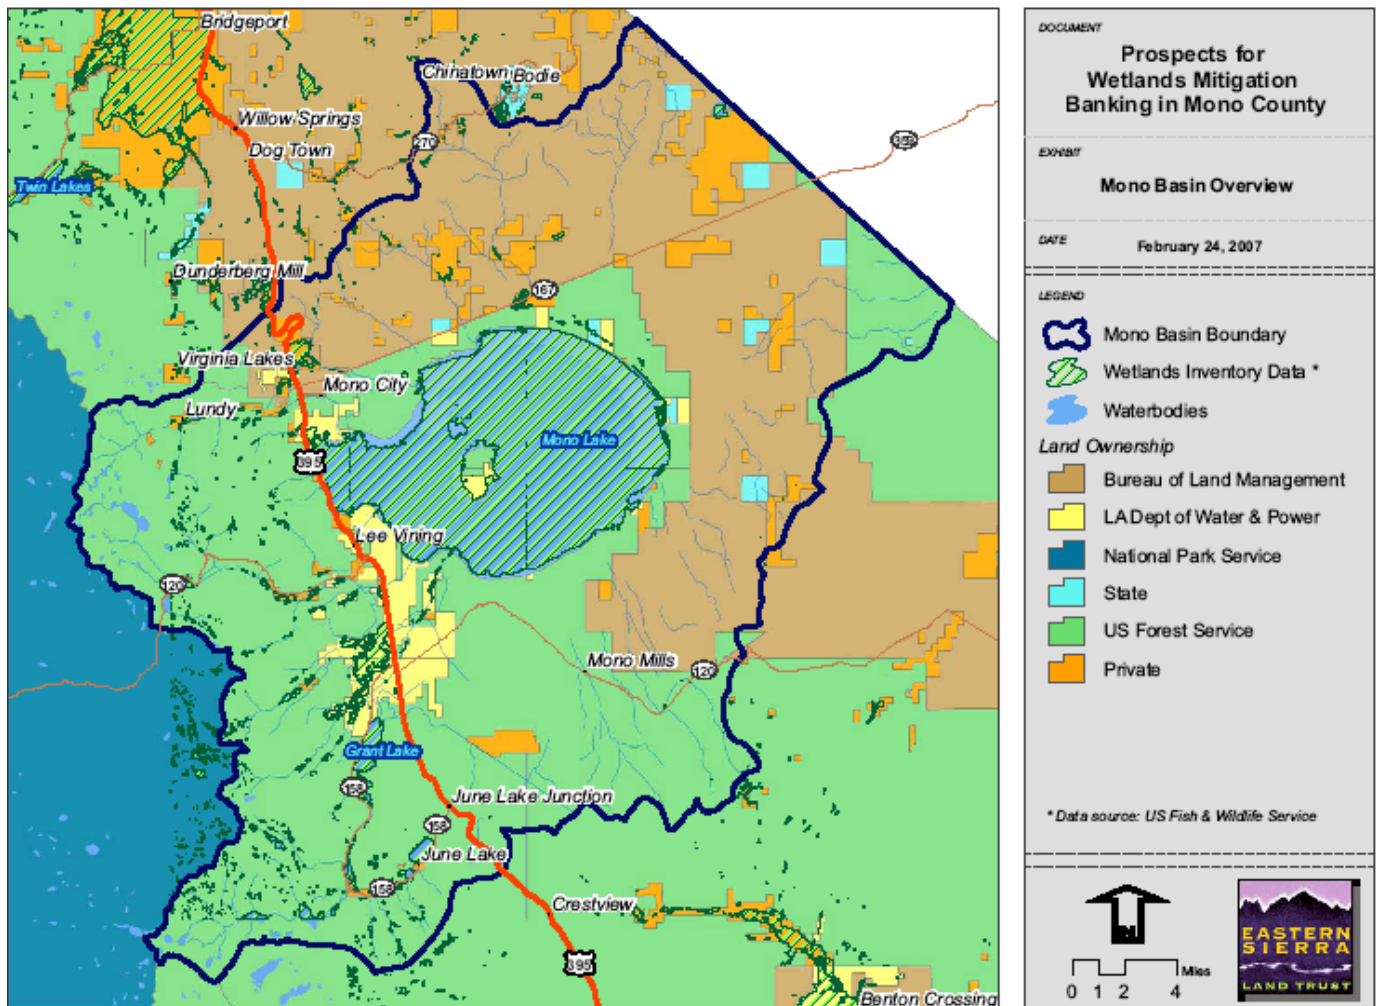 Bridgeport
Chinatown Bodie
Willow Springs
Dog Town
270
359
Twin Lakes
Dunderberg Mill
167
Virginia Lakes
Mono City
Lundy
Mono Lake
395
Lee Vining
120
Mono Mills
120
Grant Lake
158
June Lake Junction
158
June Lake
158
Crestview
395
Benton Crossing
DOCUMENT
Prospects for
Wetlands Mitigation
Banking in Mono County
EXHIBIT
Mono Basin Overview
DATE February 24, 2007
LEGEND
Mono Basin Boundary
Wetlands Inventory Data *
Waterbodies
Land Ownership
Bureau of Land Management
LA Dept of Water & Power
National Park Service
State
US Forest Service
Private
* Data source: US Fish & Wildlife Service
N
Miles
0 1 2 4
EASTERN
SIERRA
LAND TRUST